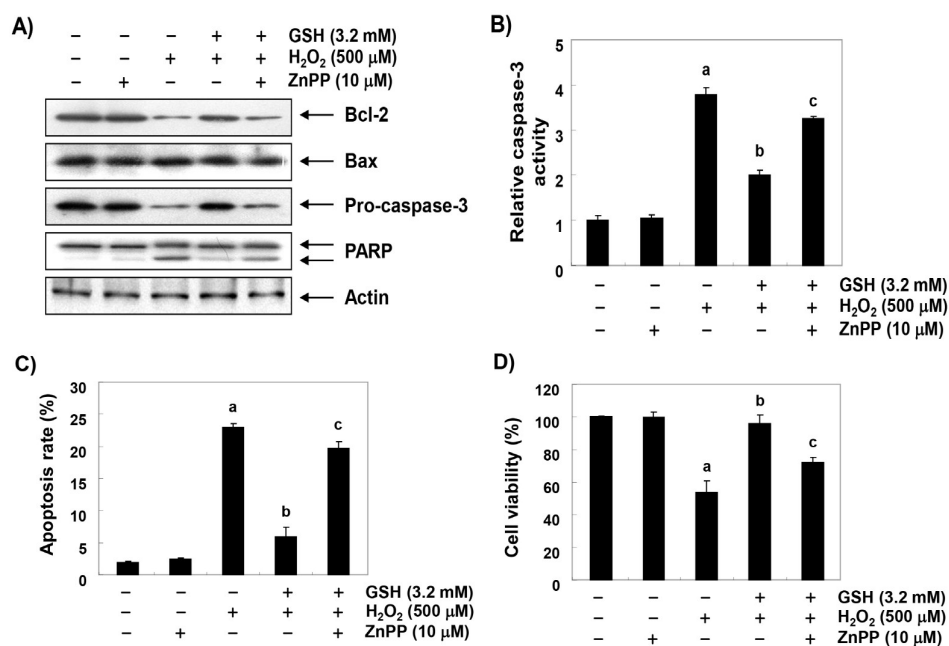 A)
– – – + + GSH (3.2 mM)
– – + + + H₂O₂ (500 μM)
– + – – + ZnPP (10 μM)
Bcl-2
Bax
Pro-caspase-3
PARP
Actin
B)
Relative caspase-3
activity
5
4
3
2
1
0
a
b
c
– – – + + GSH (3.2 mM)
– – + + + H₂O₂ (500 μM)
– + – – + ZnPP (10 μM)
C)
Apoptosis rate (%)
30
25
20
15
10
5
0
a
b
c
– – – + + GSH (3.2 mM)
– – + + + H₂O₂ (500 μM)
– + – – + ZnPP (10 μM)
D)
Cell viability (%)
120
100
80
60
40
20
0
a
b
c
– – – + + GSH (3.2 mM)
– – + + + H₂O₂ (500 μM)
– + – – + ZnPP (10 μM)